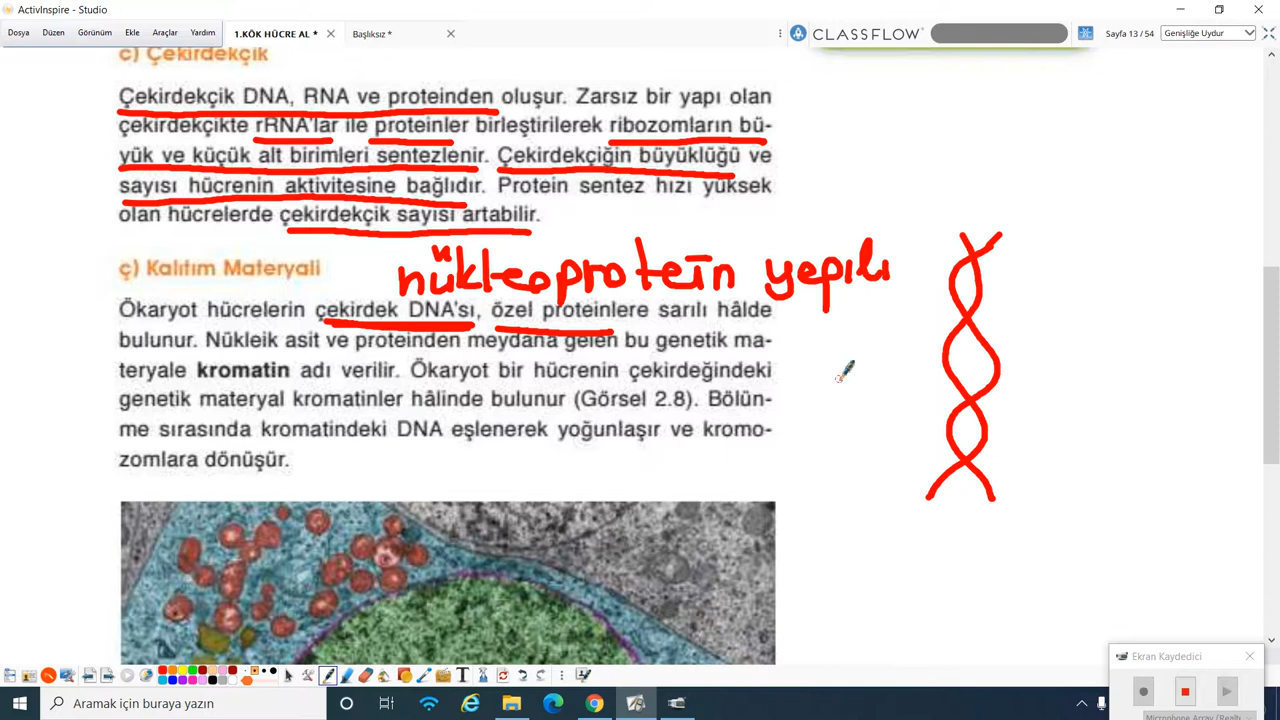 ActivInspire - Studio
Dosya Düzen Görünüm Ekle Araçlar Yardım 1.KÖK HÜCRE AL * Başlıksız * CLASSFLOW Sayfa 13 / 54 Genişliğe Uydur
c) Çekirdekçik
Çekirdekçik DNA, RNA ve proteinden oluşur. Zarsız bir yapı olan
çekirdekçikte rRNA'lar ile proteinler birleştirilerek ribozomların bü-
yük ve küçük alt birimleri sentezlenir. Çekirdekçiğin büyüklüğü ve
sayısı hücrenin aktivitesine bağlıdır. Protein sentez hızı yüksek
olan hücrelerde çekirdekçik sayısı artabilir.
nükleoprotein yepılı
ç) Kalıtım Materyali
Ökaryot hücrelerin çekirdek DNA'sı, özel proteinlere sarılı hâlde
bulunur. Nükleik asit ve proteinden meydana gelen bu genetik ma-
teryale kromatin adı verilir. Ökaryot bir hücrenin çekirdeğindeki
genetik materyal kromatinler hâlinde bulunur (Görsel 2.8). Bölün-
me sırasında kromatindeki DNA eşlenerek yoğunlaşır ve kromo-
zomlara dönüşür.
Ekran Kaydedici
Aramak için buraya yazın